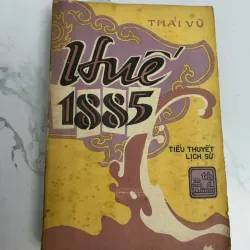 THÁI VŨ
Huế
1885
TIỂU THUYẾT
LỊCH SỬ